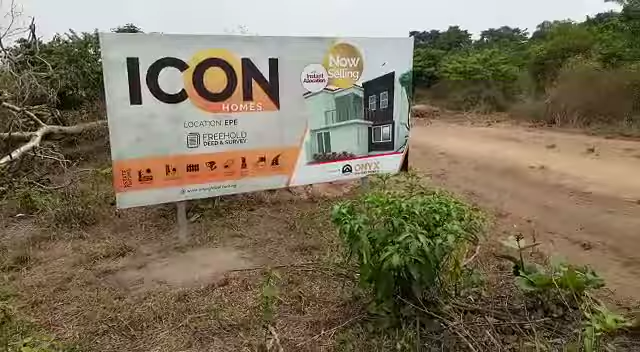 ICON
HOMES
LOCATION: EPE
FREEHOLD
DEED & SURVEY
Now
Selling
Instant
Allocation
ONYX